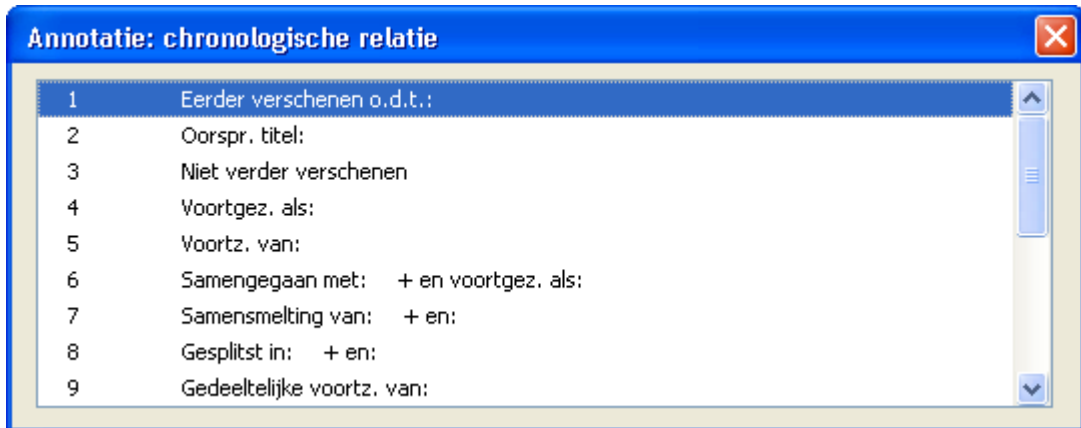 Annotatie: chronologische relatie
1 Eerder verschenen o.d.t.:
2 Oorspr. titel:
3 Niet verder verschenen
4 Voortgez. als:
5 Voortz. van:
6 Samengegaan met: + en voortgez. als:
7 Samensmelting van: + en:
8 Gesplitst in: + en:
9 Gedeeltelijke voortz. van: